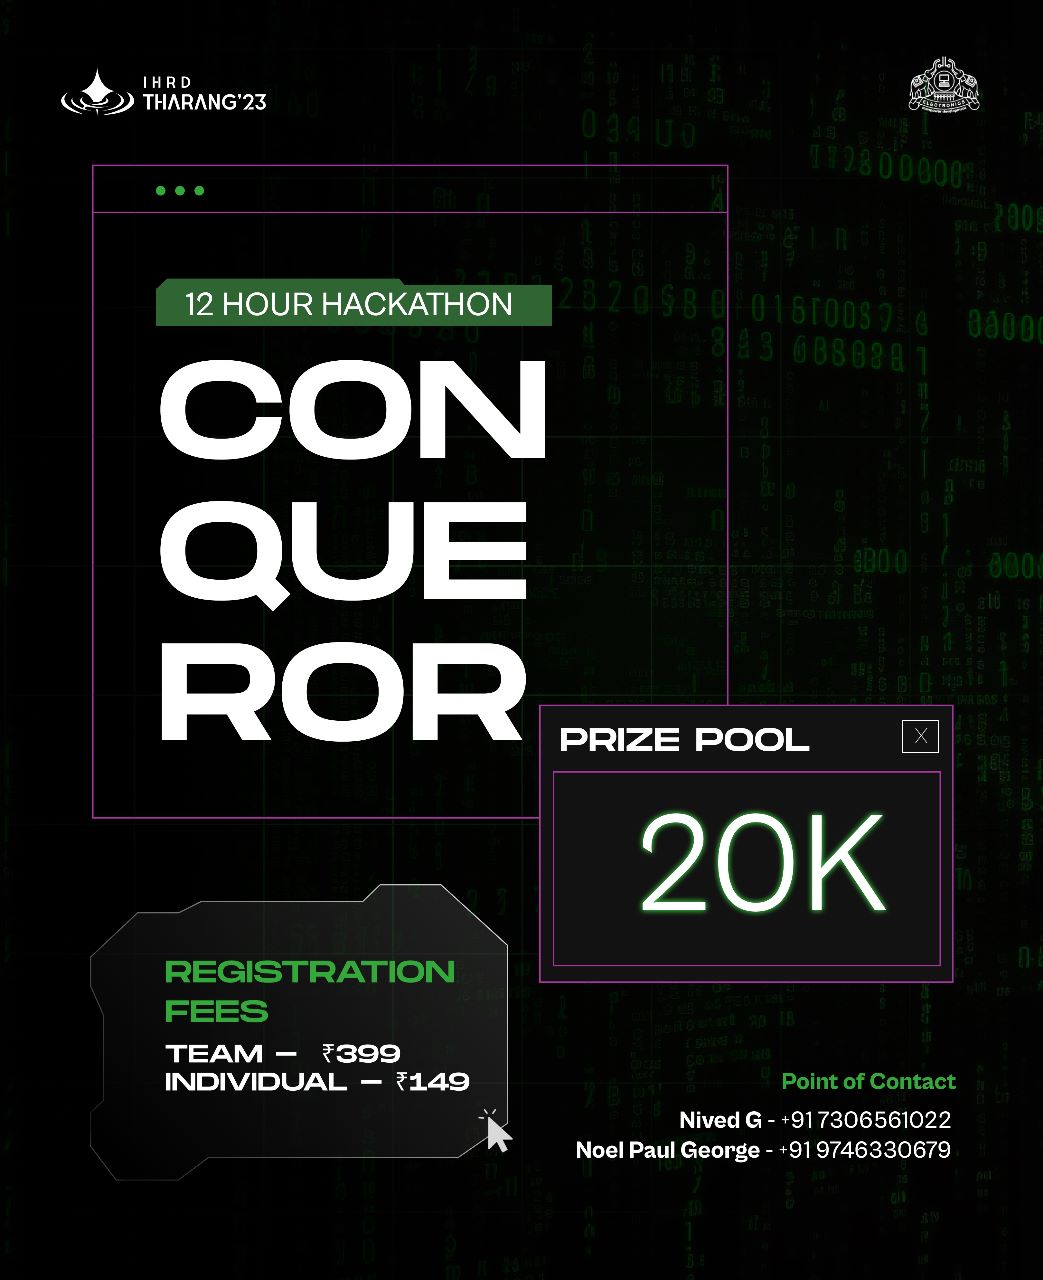 IHRD
THARANG'23
ELECTRONICS
12 HOUR HACKATHON
CON
QUE
ROR
PRIZE POOL
X
20K
REGISTRATION
FEES
TEAM – ₹399
INDIVIDUAL – ₹149
Point of Contact
Nived G - +91 7306561022
Noel Paul George - +91 9746330679